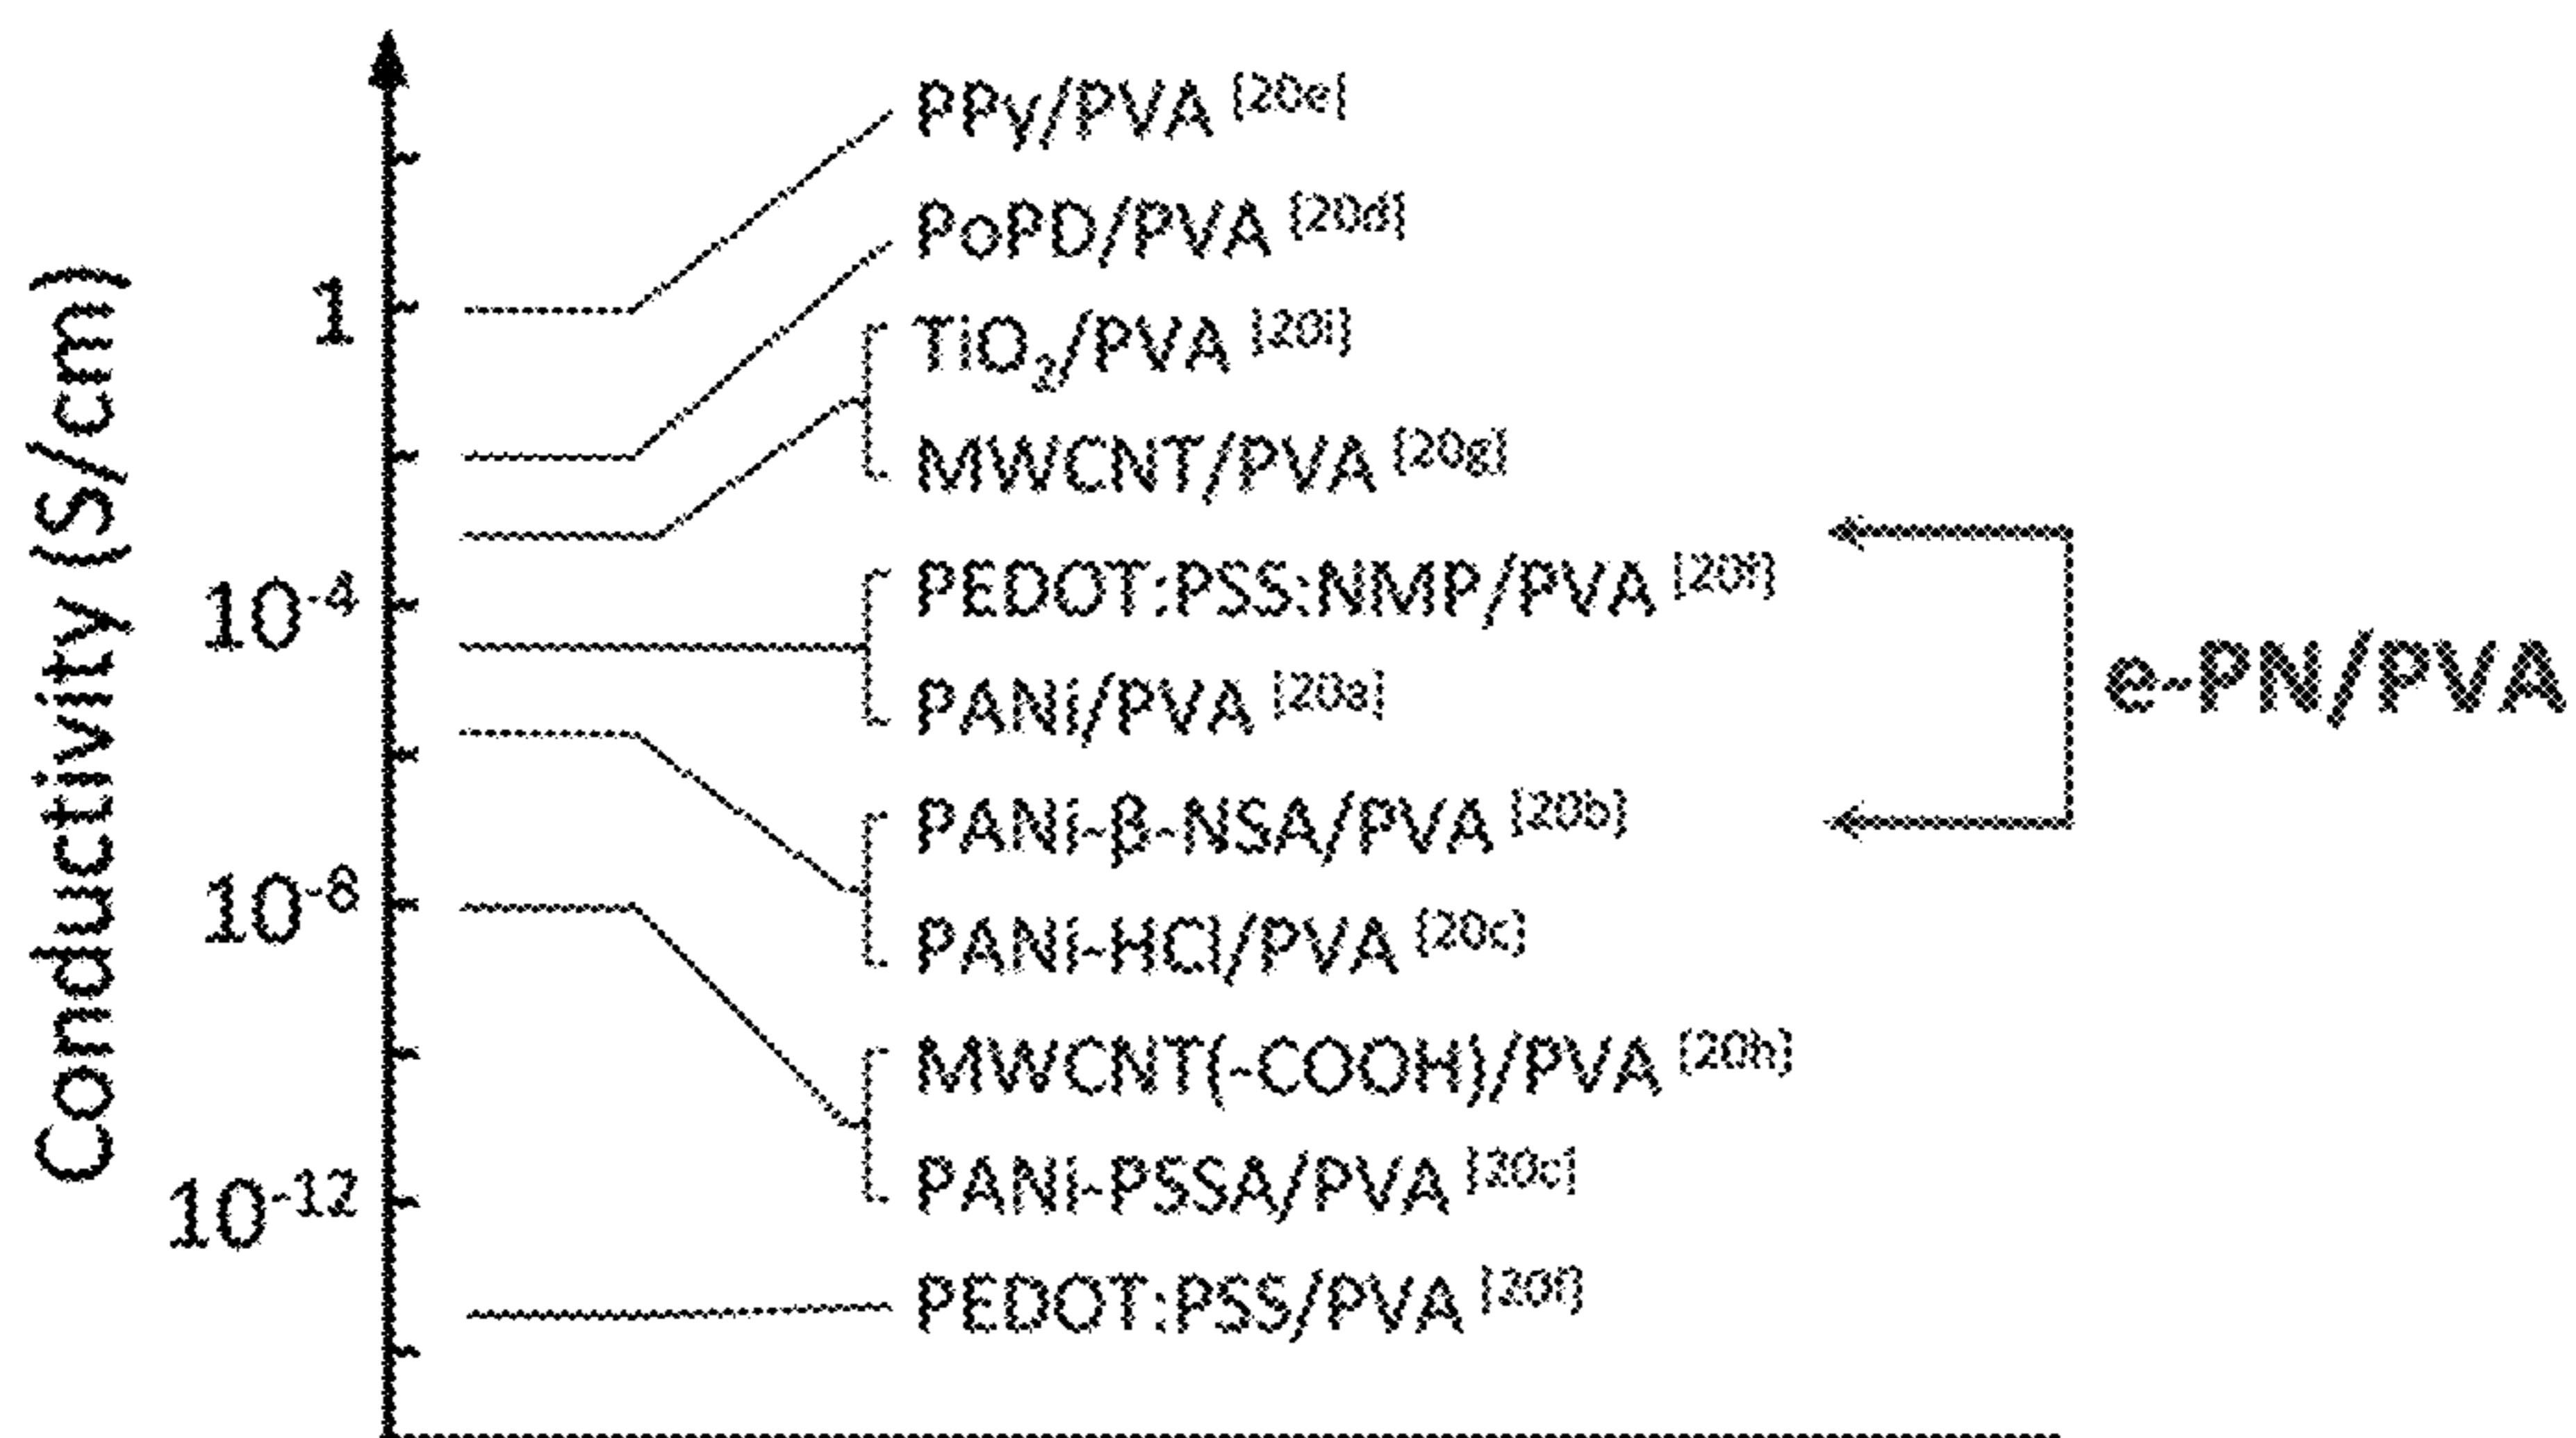 Conductivity (S/cm)
1
10⁻⁴
10⁻⁸
10⁻¹²
PPy/PVA [20e]
PoPD/PVA [20d]
TiO₂/PVA [20i]
MWCNT/PVA [20g]
PEDOT:PSS:NMP/PVA [20f]
PANi/PVA [20a]
PANi-β-NSA/PVA [20b]
PANi-HCl/PVA [20c]
MWCNT(-COOH)/PVA [20h]
PANi-PSSA/PVA [20c]
PEDOT:PSS/PVA [20f]
e-PN/PVA